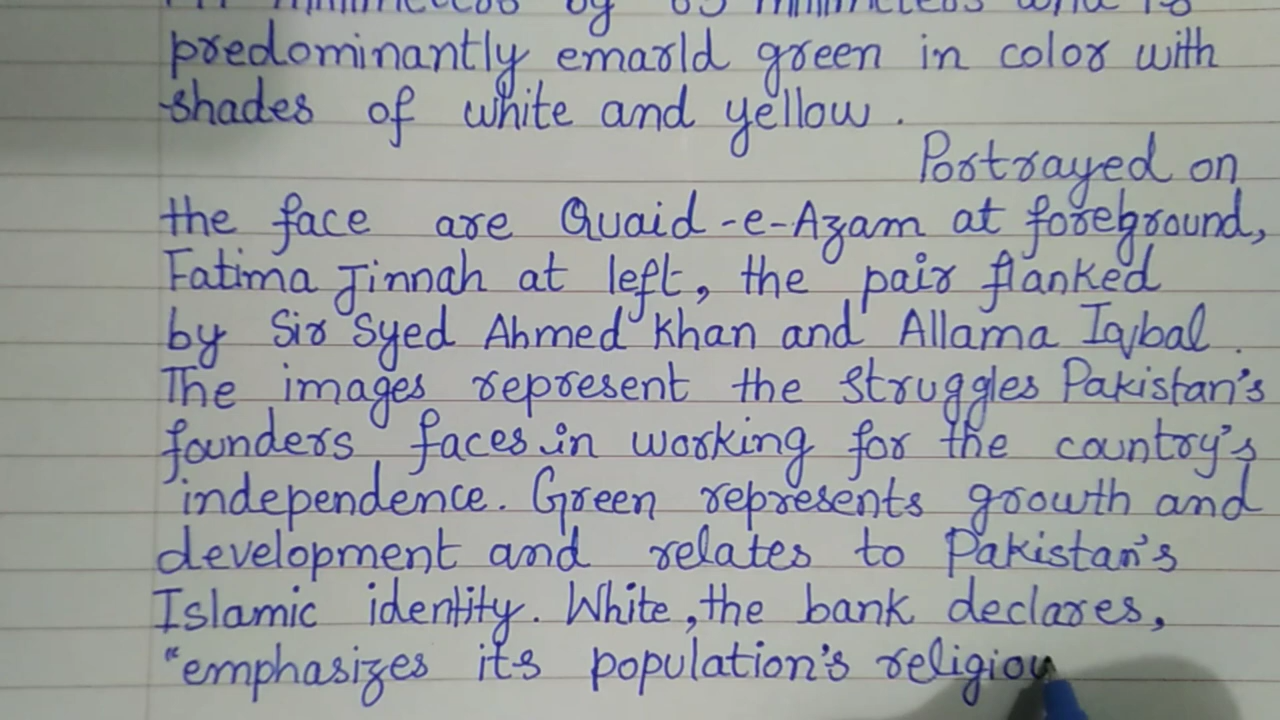 by 65
predominantly emarld green in color with
shades of white and yellow.
Portrayed on
the face are Quaid-e-Azam at foreground,
Fatima Jinnah at left, the pair flanked
by Sir Syed Ahmed Khan and Allama Iqbal.
The images represent the struggles Pakistan's
founders faces in working for the country's
independence. Green represents growth and
development and relates to Pakistan's
Islamic identity. White, the bank declares,
"emphasizes its population's religiou